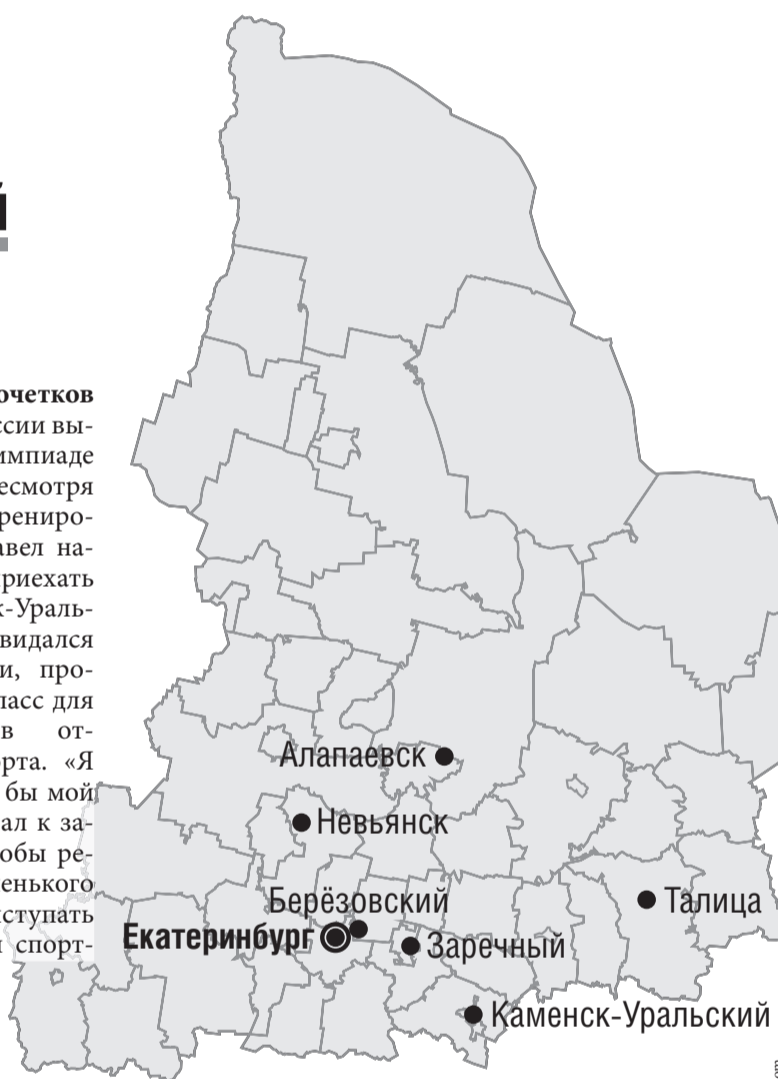 й
очетков
ссии вы-
импиаде
есмотря
рениро-
авел на-
риехать
к-Ураль-
видался
и, про-
ласс для
в от-
рта. «Я
бы мой
ал к за-
обы ре-
енького
ступать
и спорт-
Алапаевск
Невьянск
Берёзовский
Екатеринбург
Заречный
Талица
Каменск-Уральский